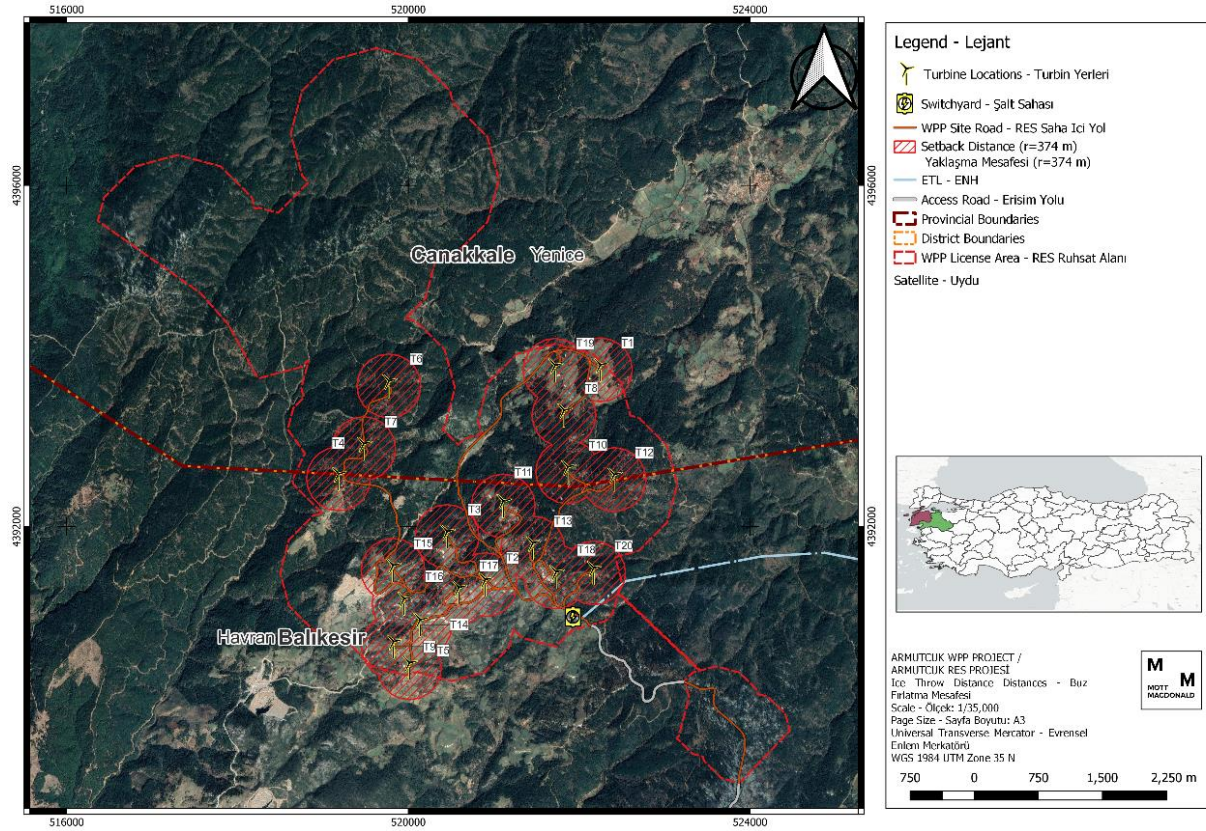 516000
520000
524000
4396000
4396000
Canakkale Yenice
T19
T1
T6
T8
T7
T4
T10
T12
T11
T3
T13
4392000
4392000
T15
T2
T18
T20
T16
T17
T14
Havran Balıkesir
T9
T5
516000
520000
524000
Legend - Lejant
Turbine Locations - Turbin Yerleri
Switchyard - Şalt Sahası
WPP Site Road - RES Saha Ici Yol
Setback Distance (r=374 m)
Yaklaşma Mesafesi (r=374 m)
ETL - ENH
Access Road - Erisim Yolu
Provincial Boundaries
District Boundaries
WPP License Area - RES Ruhsat Alanı
Satellite - Uydu
ARMUTCUK WPP PROJECT /
ARMUTCUK RES PROJESİ
Ice Throw Distance Distances - Buz
Fırlatma Mesafesi
Scale - Ölçek: 1/35,000
Page Size - Sayfa Boyutu: A3
Universal Transverse Mercator - Evrensel
Enlem Merkatörü
WGS 1984 UTM Zone 35 N
M
M
MOTT
MACDONALD
750 0 750 1,500 2,250 m